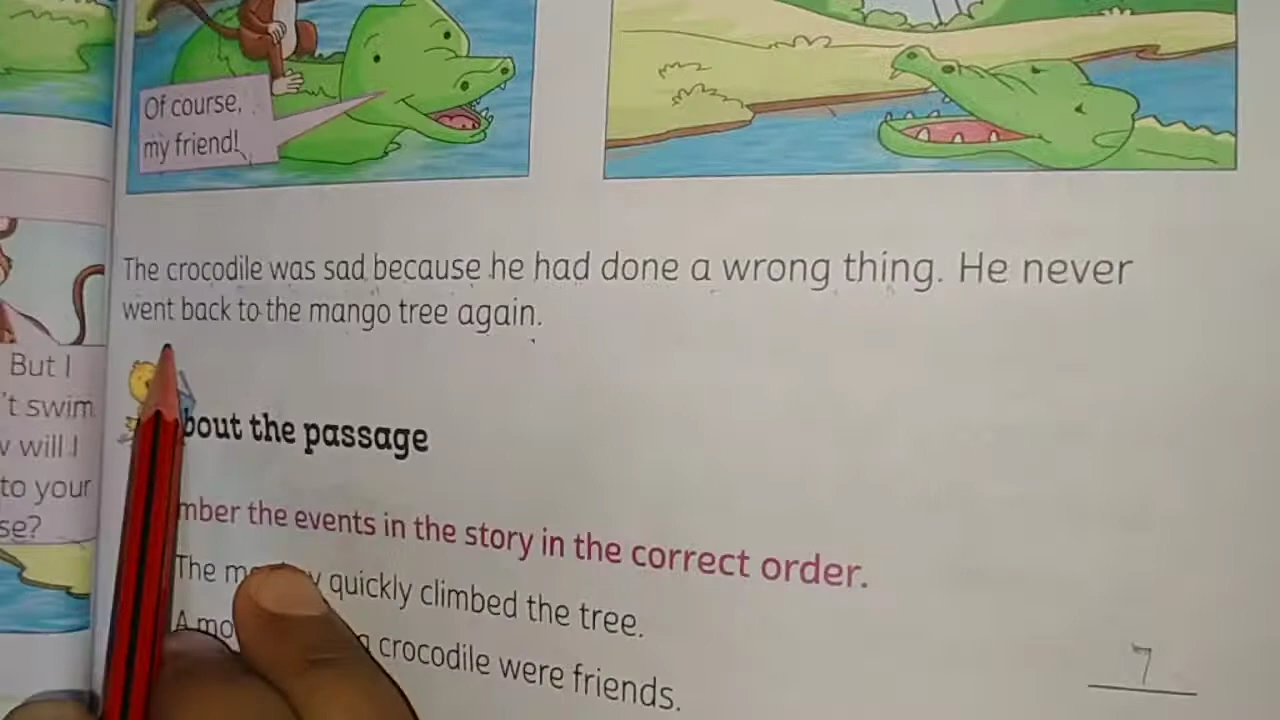 Of course,
my friend!
The crocodile was sad because he had done a wrong thing. He never
went back to the mango tree again.
But I
't swim
will I
to your
se?
bout the passage
mber the events in the story in the correct order.
The quickly climbed the tree.
A crocodile were friends.
7